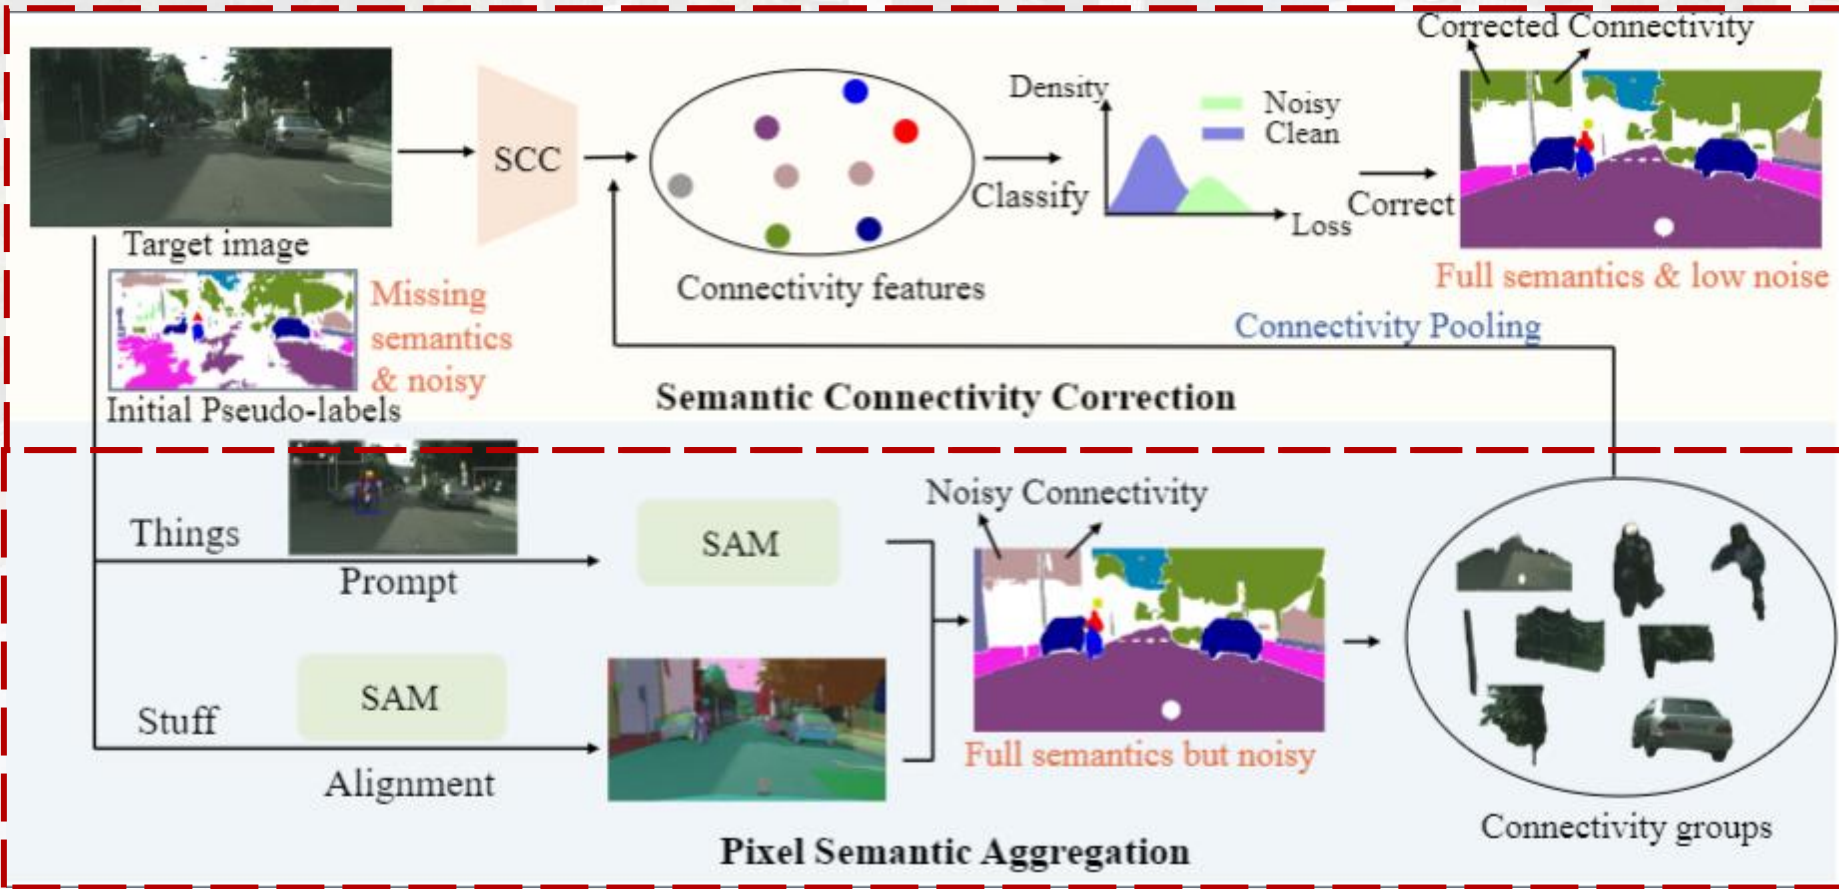 Corrected Connectivity
Density
Noisy
Clean
SCC
Classify
Loss
Correct
Target image
Connectivity features
Full semantics & low noise
Missing
semantics
& noisy
Connectivity Pooling
Initial Pseudo-labels
Semantic Connectivity Correction
Noisy Connectivity
Things
SAM
Prompt
SAM
Stuff
Full semantics but noisy
Alignment
Connectivity groups
Pixel Semantic Aggregation